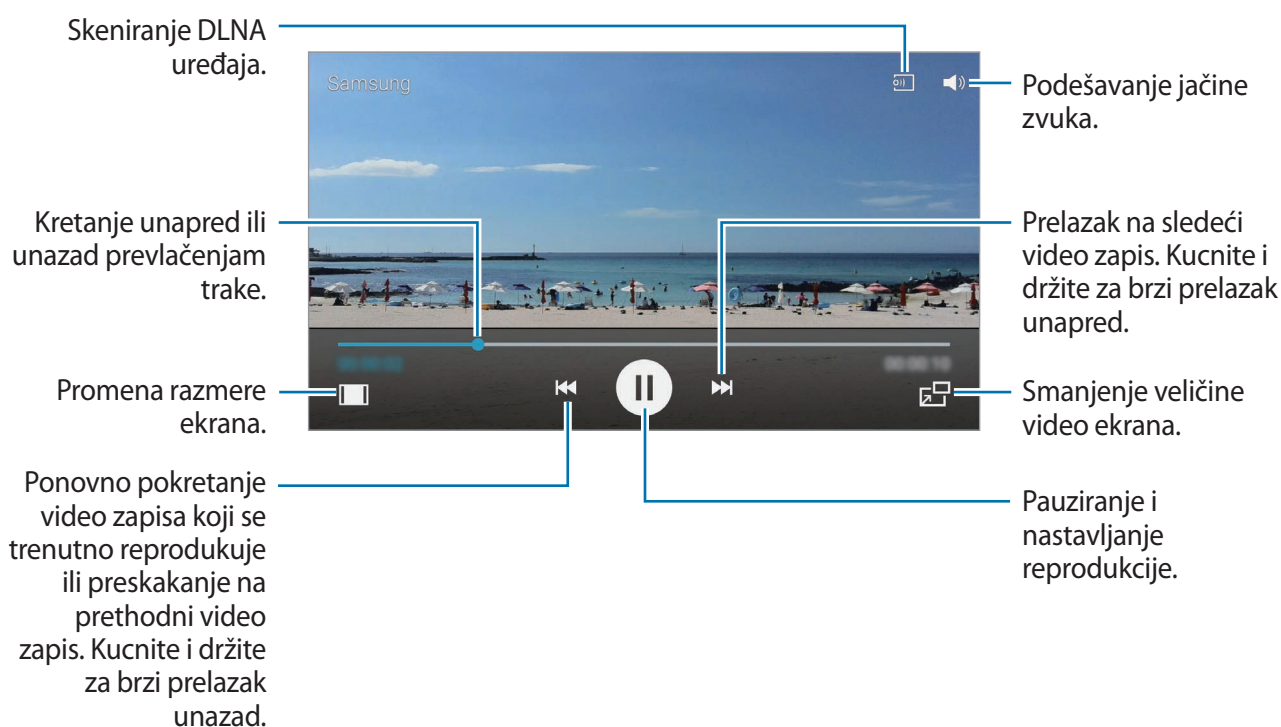 Skeniranje DLNA
uređaja.
Samsung
Podešavanje jačine
zvuka.
Kretanje unapred ili
unazad prevlačenjam
trake.
Prelazak na sledeći
video zapis. Kucnite i
držite za brzi prelazak
unapred.
Promena razmere
ekrana.
Smanjenje veličine
video ekrana.
Ponovno pokretanje
video zapisa koji se
trenutno reprodukuje
ili preskakanje na
prethodni video
zapis. Kucnite i držite
za brzi prelazak
unazad.
Pauziranje i
nastavljanje
reprodukcije.